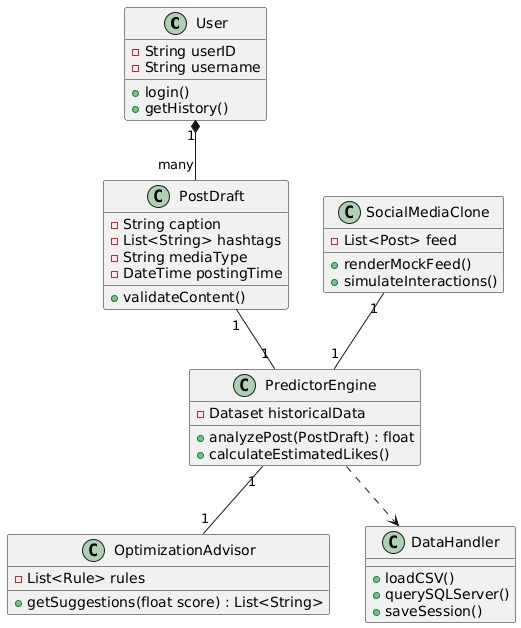 C User
String userID
String username
login()
getHistory()
1
many
C PostDraft
String caption
List<String> hashtags
String mediaType
DateTime postingTime
validateContent()
C SocialMediaClone
List<Post> feed
renderMockFeed()
simulateInteractions()
1
1
1
1
C PredictorEngine
Dataset historicalData
analyzePost(PostDraft) : float
calculateEstimatedLikes()
1
1
C OptimizationAdvisor
List<Rule> rules
getSuggestions(float score) : List<String>
C DataHandler
loadCSV()
querySQLServer()
saveSession()